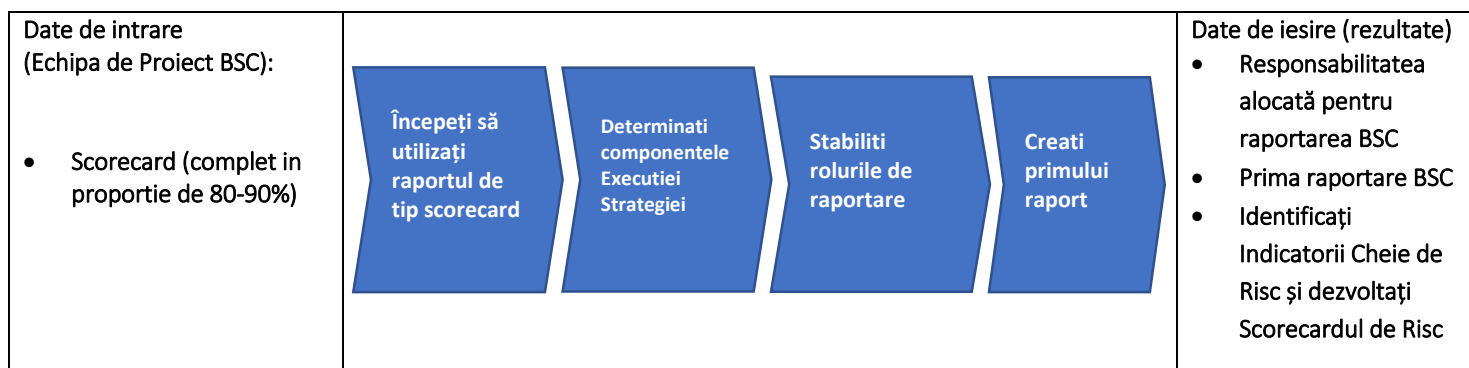 Date de intrare
(Echipa de Proiect BSC):
• Scorecard (complet in
proportie de 80-90%)
Începeți să
utilizați
raportul de
tip scorecard
Determinati
componentele
Executiei
Strategiei
Stabiliti
rolurile de
raportare
Creati
primului
raport
Date de iesire (rezultate)
• Responsabilitatea
alocată pentru
raportarea BSC
• Prima raportare BSC
• Identificați
Indicatorii Cheie de
Risc și dezvoltați
Scorecardul de Risc